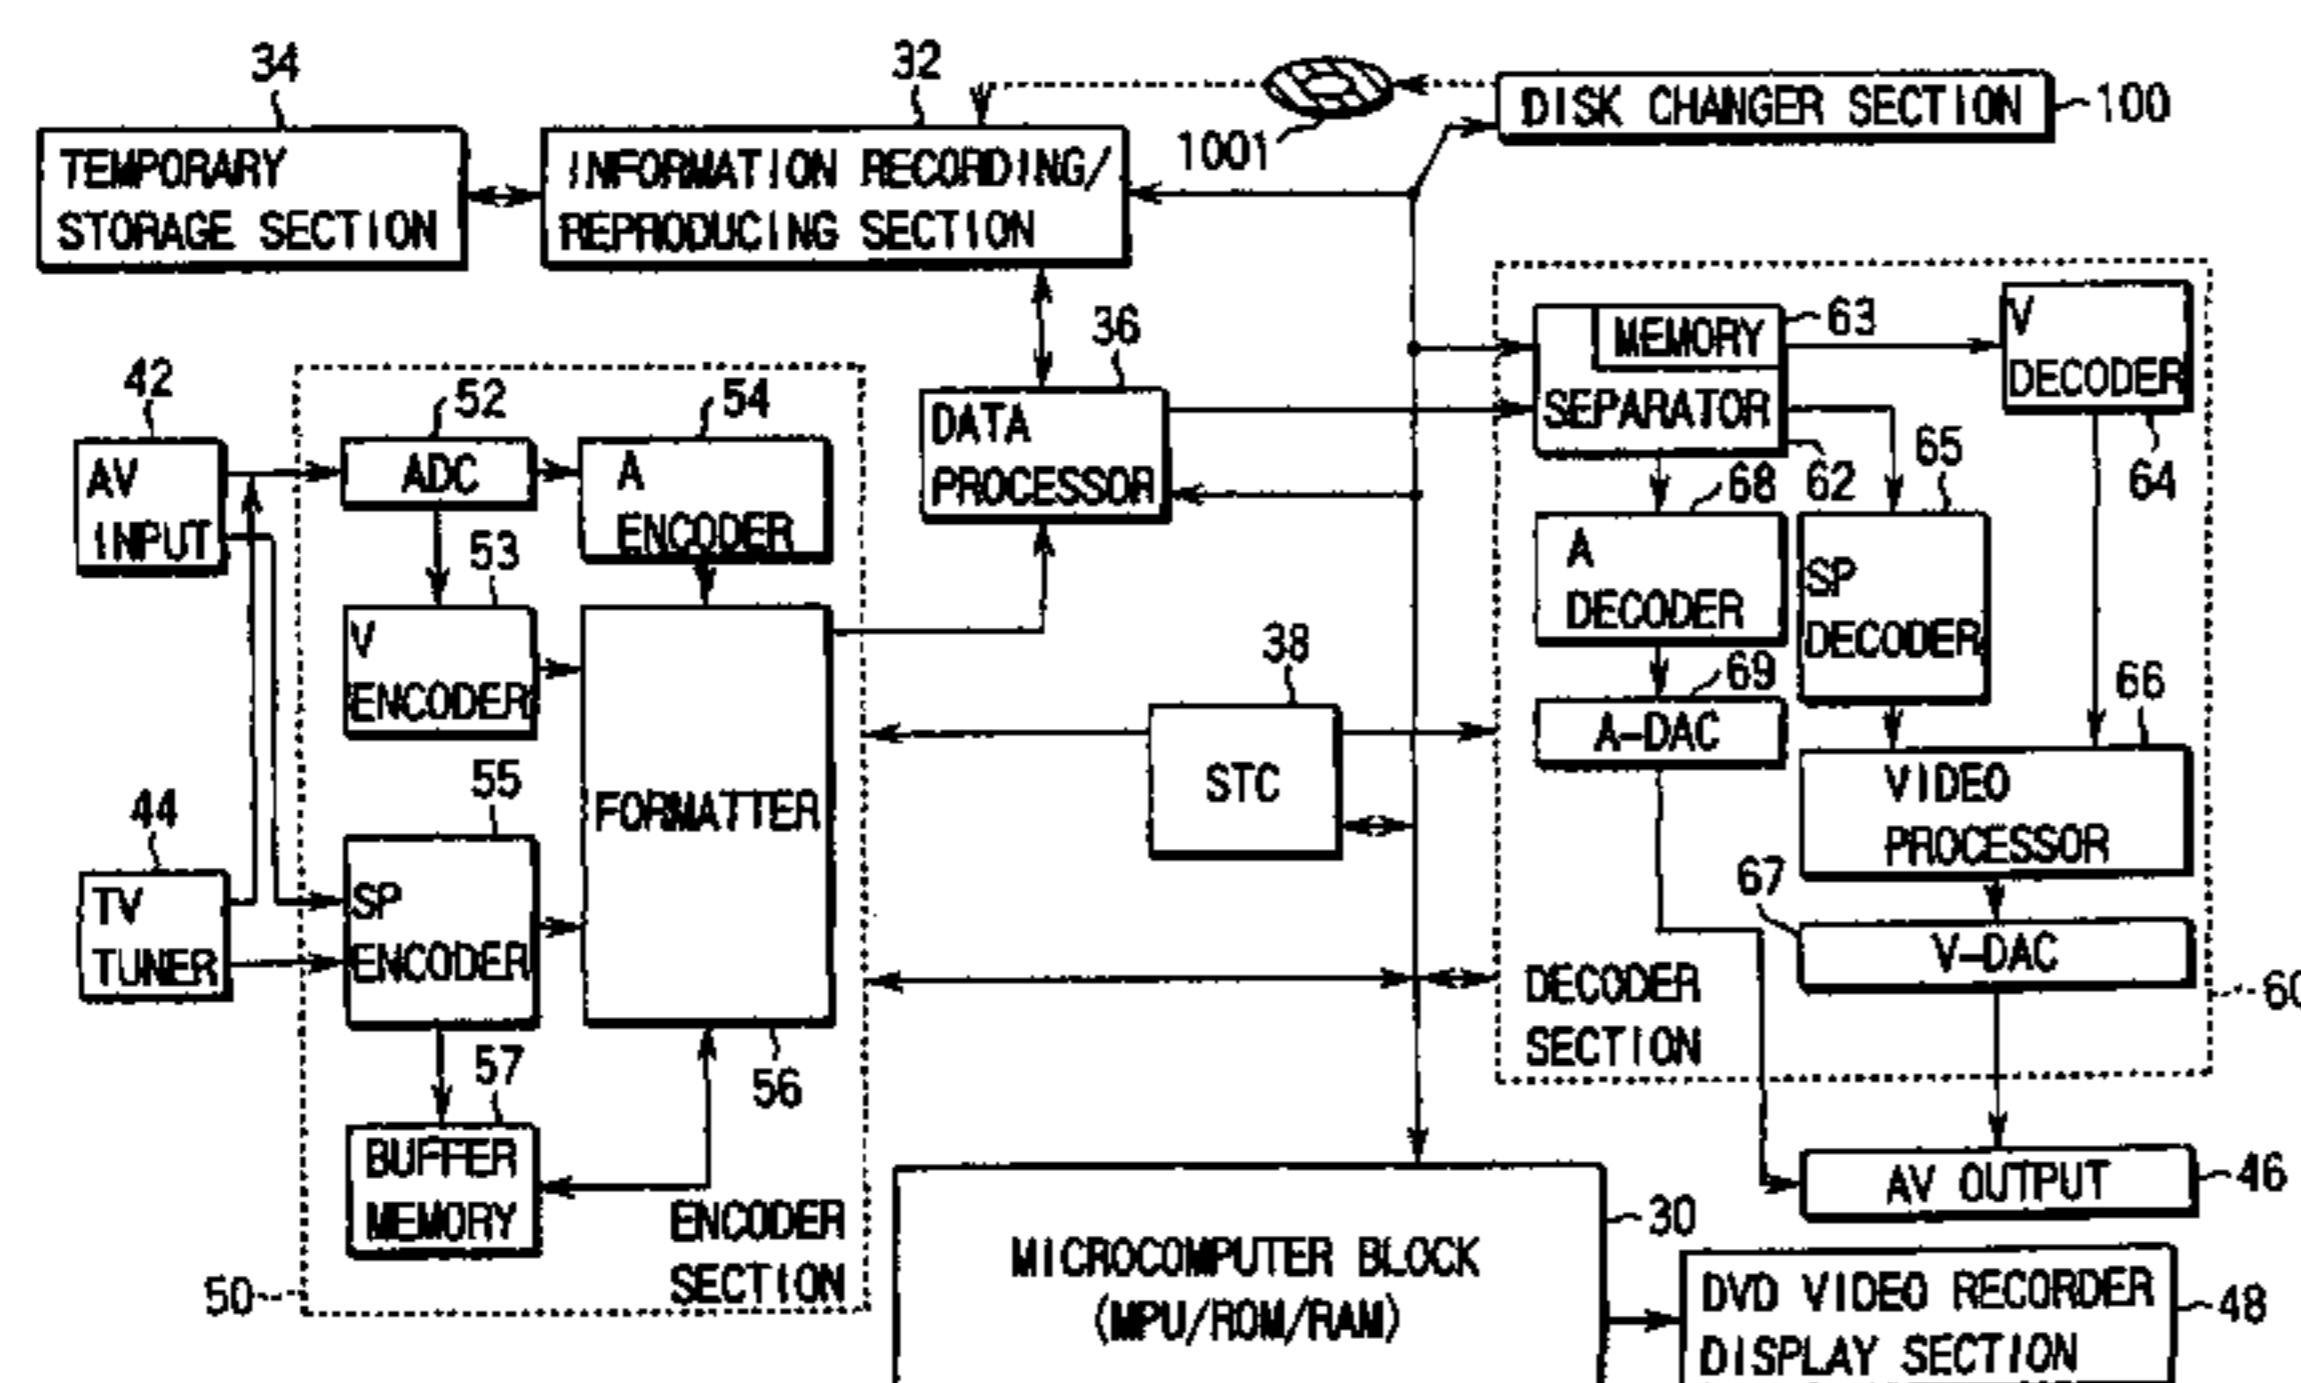 34
32
1001
DISK CHANGER SECTION
100
TEMPORARY
STORAGE SECTION
INFORMATION RECORDING/
REPRODUCING SECTION
42
AV
INPUT
44
TV
TUNER
52
ADC
54
A
ENCODER
53
V
ENCODER
55
SP
ENCODER
FORMATTER
56
57
BUFFER
MEMORY
ENCODER
SECTION
50
36
DATA
PROCESSOR
38
STC
MEMORY
63
SEPARATOR
62
V
DECODER
64
65
SP
DECODER
68
A
DECODER
69
A-DAC
66
VIDEO
PROCESSOR
67
V-DAC
DECODER
SECTION
AV OUTPUT
46
MICROCOMPUTER BLOCK
(MPU/ROM/RAM)
30
DVD VIDEO RECORDER
DISPLAY SECTION
48